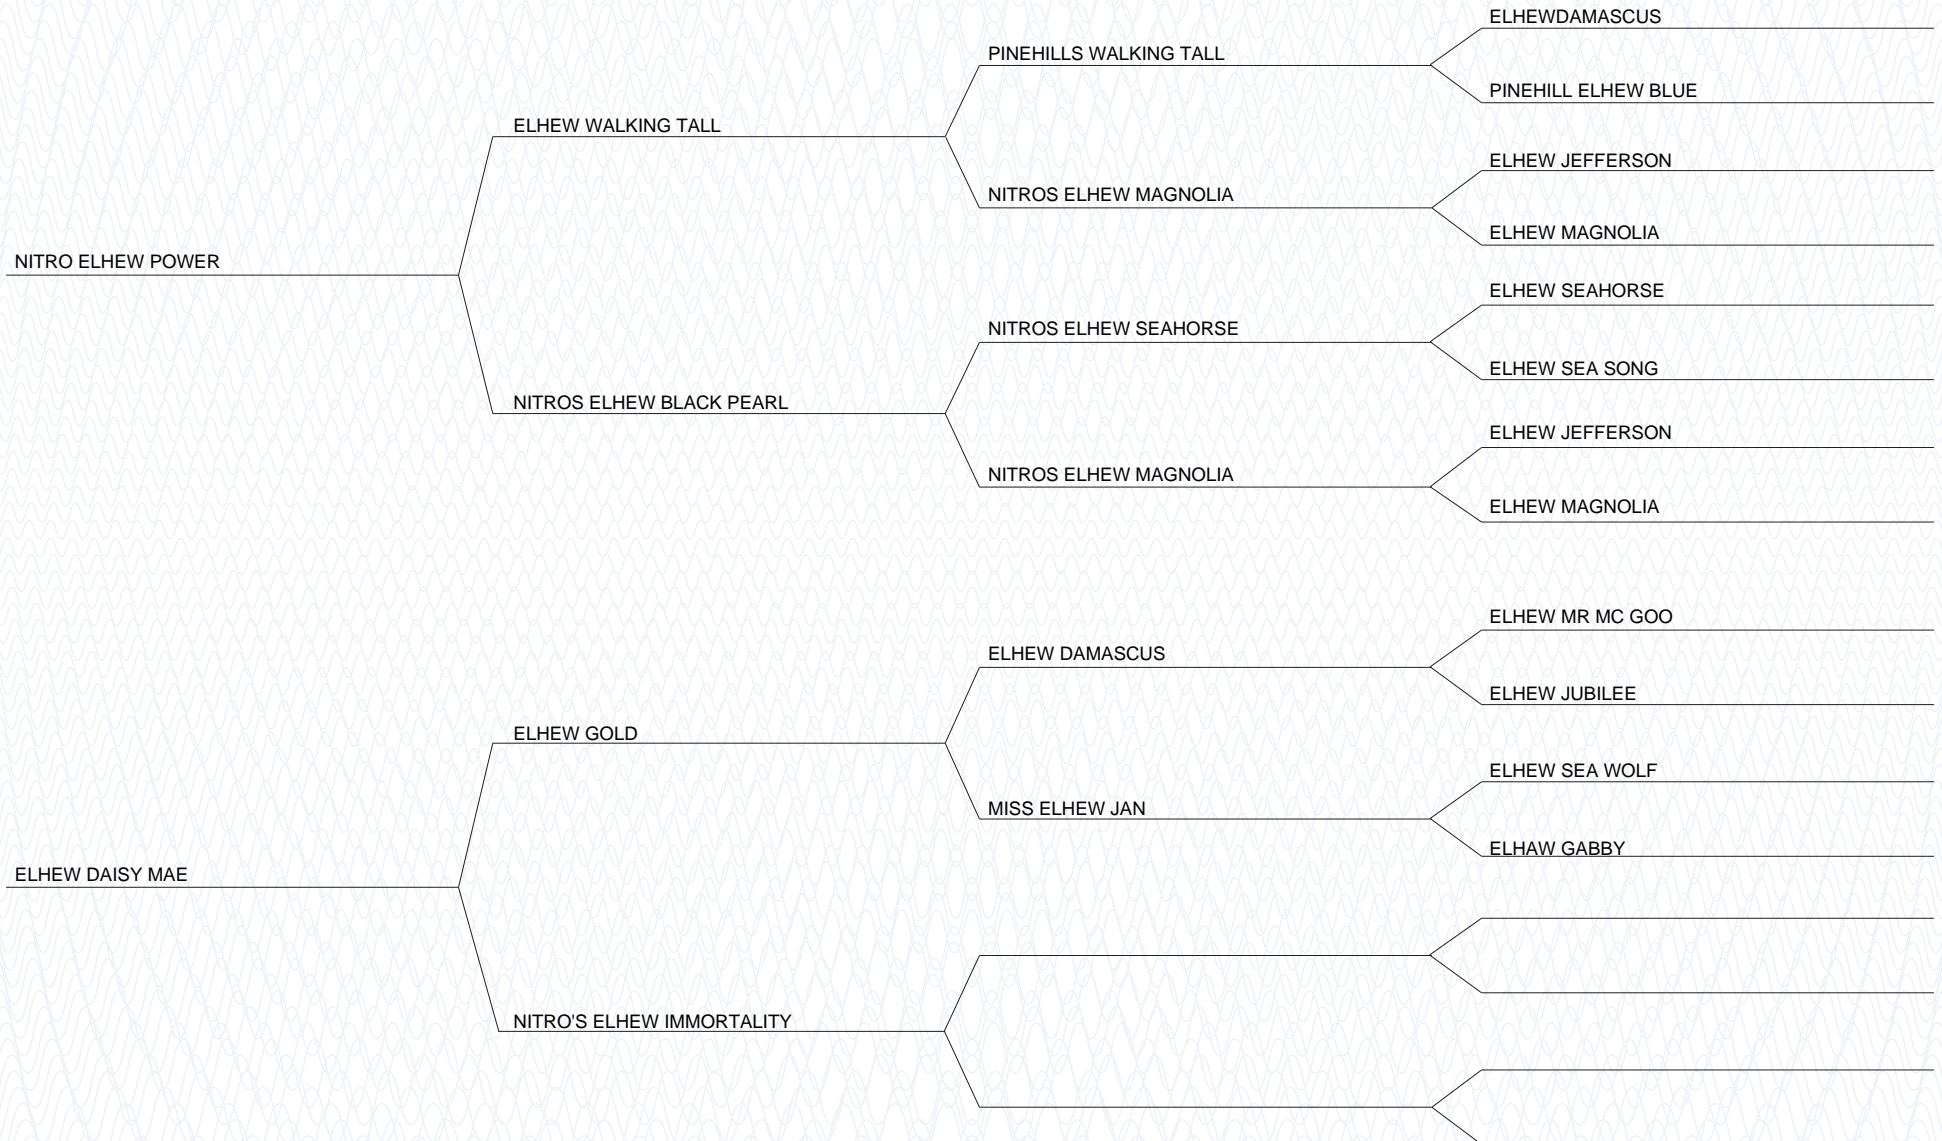 ELHEWDAMASCUS
PINEHILLS WALKING TALL
PINEHILL ELHEW BLUE
ELHEW WALKING TALL
ELHEW JEFFERSON
NITROS ELHEW MAGNOLIA
ELHEW MAGNOLIA
NITRO ELHEW POWER
ELHEW SEAHORSE
NITROS ELHEW SEAHORSE
ELHEW SEA SONG
NITROS ELHEW BLACK PEARL
ELHEW JEFFERSON
NITROS ELHEW MAGNOLIA
ELHEW MAGNOLIA
ELHEW MR MC GOO
ELHEW DAMASCUS
ELHEW JUBILEE
ELHEW GOLD
ELHEW SEA WOLF
MISS ELHEW JAN
ELHAW GABBY
ELHEW DAISY MAE
NITRO'S ELHEW IMMORTALITY